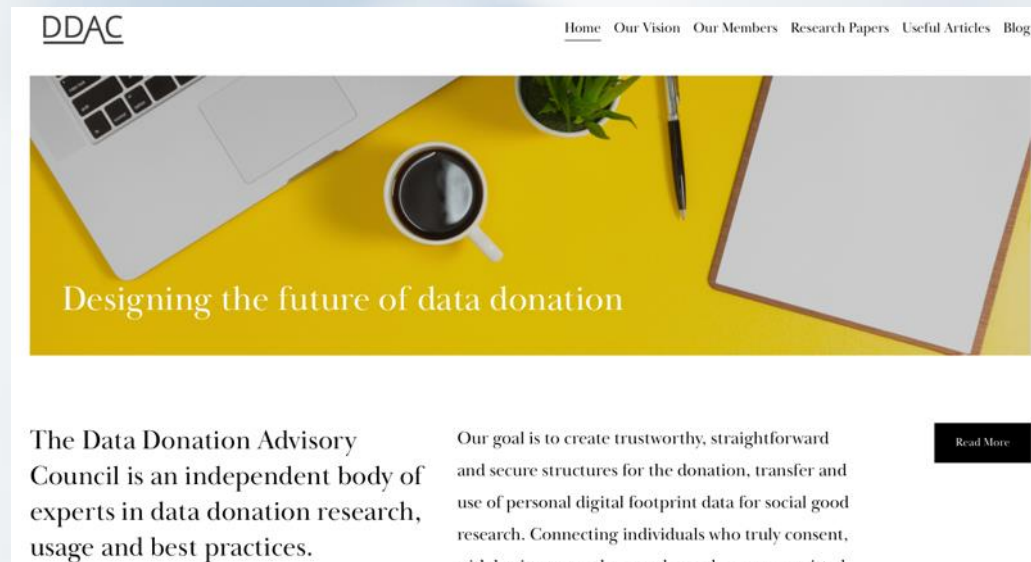 DDAC
Home Our Vision Our Members Research Papers Useful Articles Blog
Designing the future of data donation
The Data Donation Advisory
Council is an independent body of
experts in data donation research,
usage and best practices.
Our goal is to create trustworthy, straightforward
and secure structures for the donation, transfer and
use of personal digital footprint data for social good
research. Connecting individuals who truly consent,
Read More